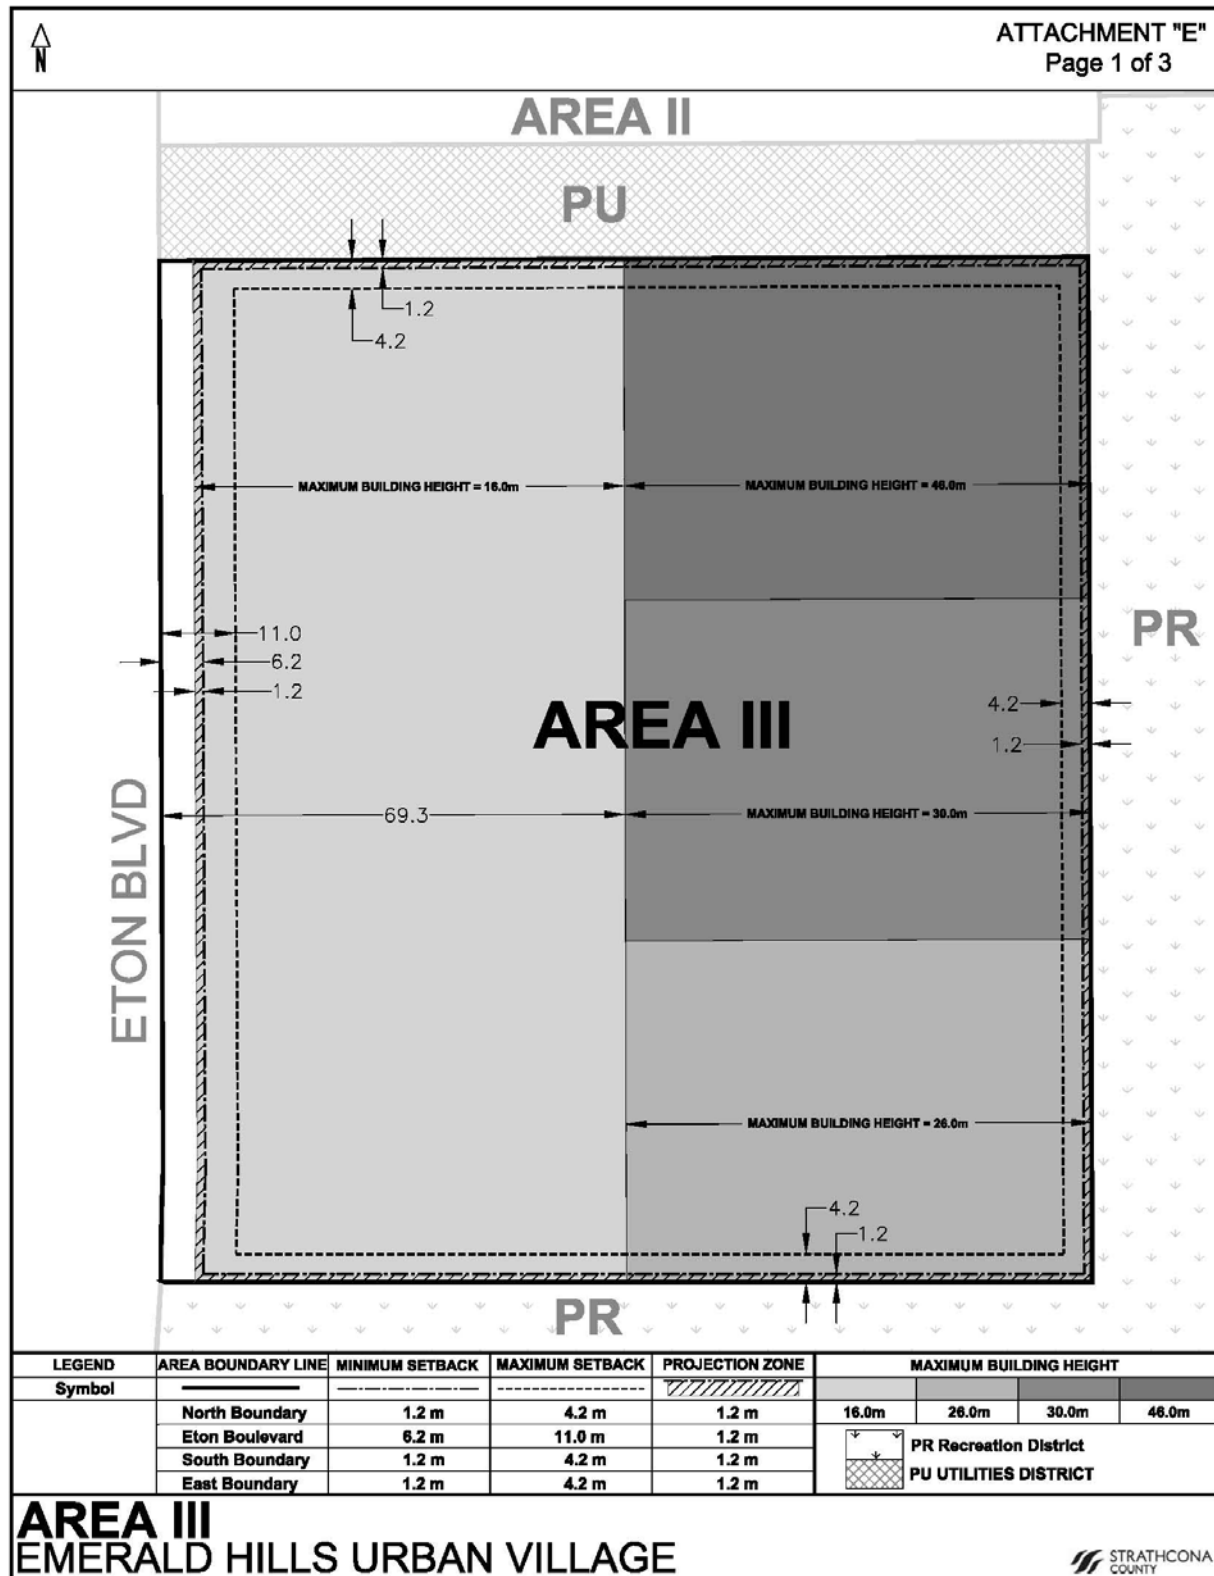 N
ATTACHMENT "E"
Page 1 of 3
AREA II
PU
1.2
4.2
MAXIMUM BUILDING HEIGHT = 16.0m
MAXIMUM BUILDING HEIGHT = 46.0m
11.0
6.2
1.2
PR
4.2
1.2
AREA III
ETON BLVD
69.3
MAXIMUM BUILDING HEIGHT = 30.0m
MAXIMUM BUILDING HEIGHT = 26.0m
4.2
1.2
PR
LEGEND AREA BOUNDARY LINE MINIMUM SETBACK MAXIMUM SETBACK PROJECTION ZONE MAXIMUM BUILDING HEIGHT
Symbol
North Boundary 1.2 m 4.2 m 1.2 m 16.0m 26.0m 30.0m 46.0m
Eton Boulevard 6.2 m 11.0 m 1.2 m PR Recreation District
South Boundary 1.2 m 4.2 m 1.2 m PU UTILITIES DISTRICT
East Boundary 1.2 m 4.2 m 1.2 m
AREA III
EMERALD HILLS URBAN VILLAGE
STRATHCONA
COUNTY